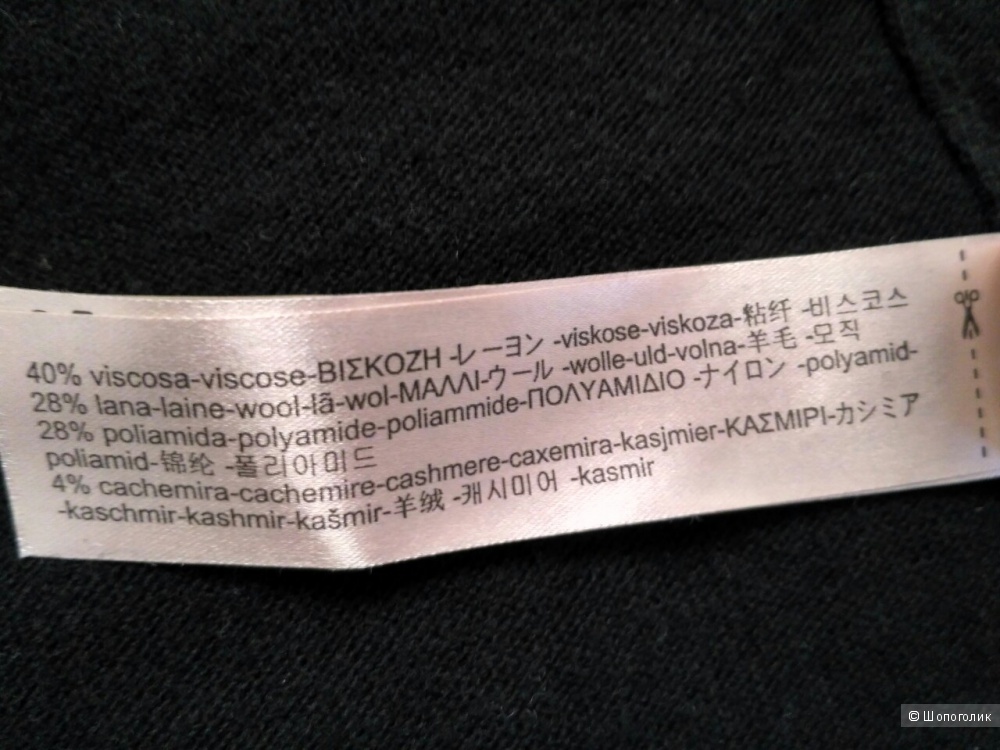 40% viscosa-viscose-ΒΙΣΚΟΖΗ -レーヨン -viskose-viskoza-粘纤 -비스코스
28% lana-laine-wool-lã-wol-ΜΑΛΛΙ-ウール -wolle-uld-volna-羊毛 -모직
28% poliamida-polyamide-poliammide-ΠΟΛΥΑΜΙΔΙΟ -ナイロン -polyamid-
poliamid-锦纶 -폴리아미드
4% cachemira-cachemire-cashmere-caxemira-kasjmier-ΚΑΣΜΙΡΙ-カシミア
-kaschmir-kashmir-kašmir-羊绒 -캐시미어 -kasmir
© Шопоголик